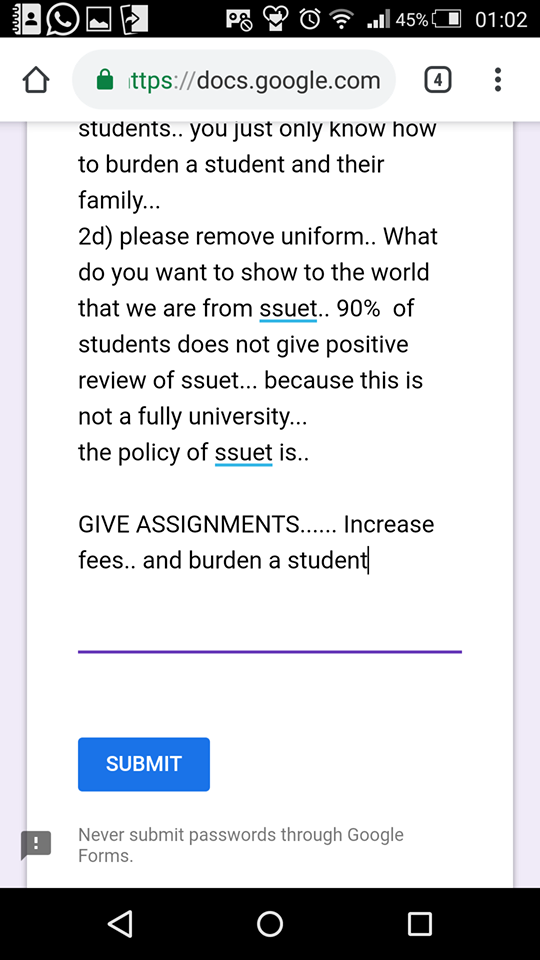 45% 01:02
ttps://docs.google.com 4
students.. you just only know how
to burden a student and their
family...
2d) please remove uniform.. What
do you want to show to the world
that we are from ssuet.. 90%  of
students does not give positive
review of ssuet... because this is
not a fully university...
the policy of ssuet is..
GIVE ASSIGNMENTS...... Increase
fees.. and burden a student
SUBMIT
Never submit passwords through Google
Forms.